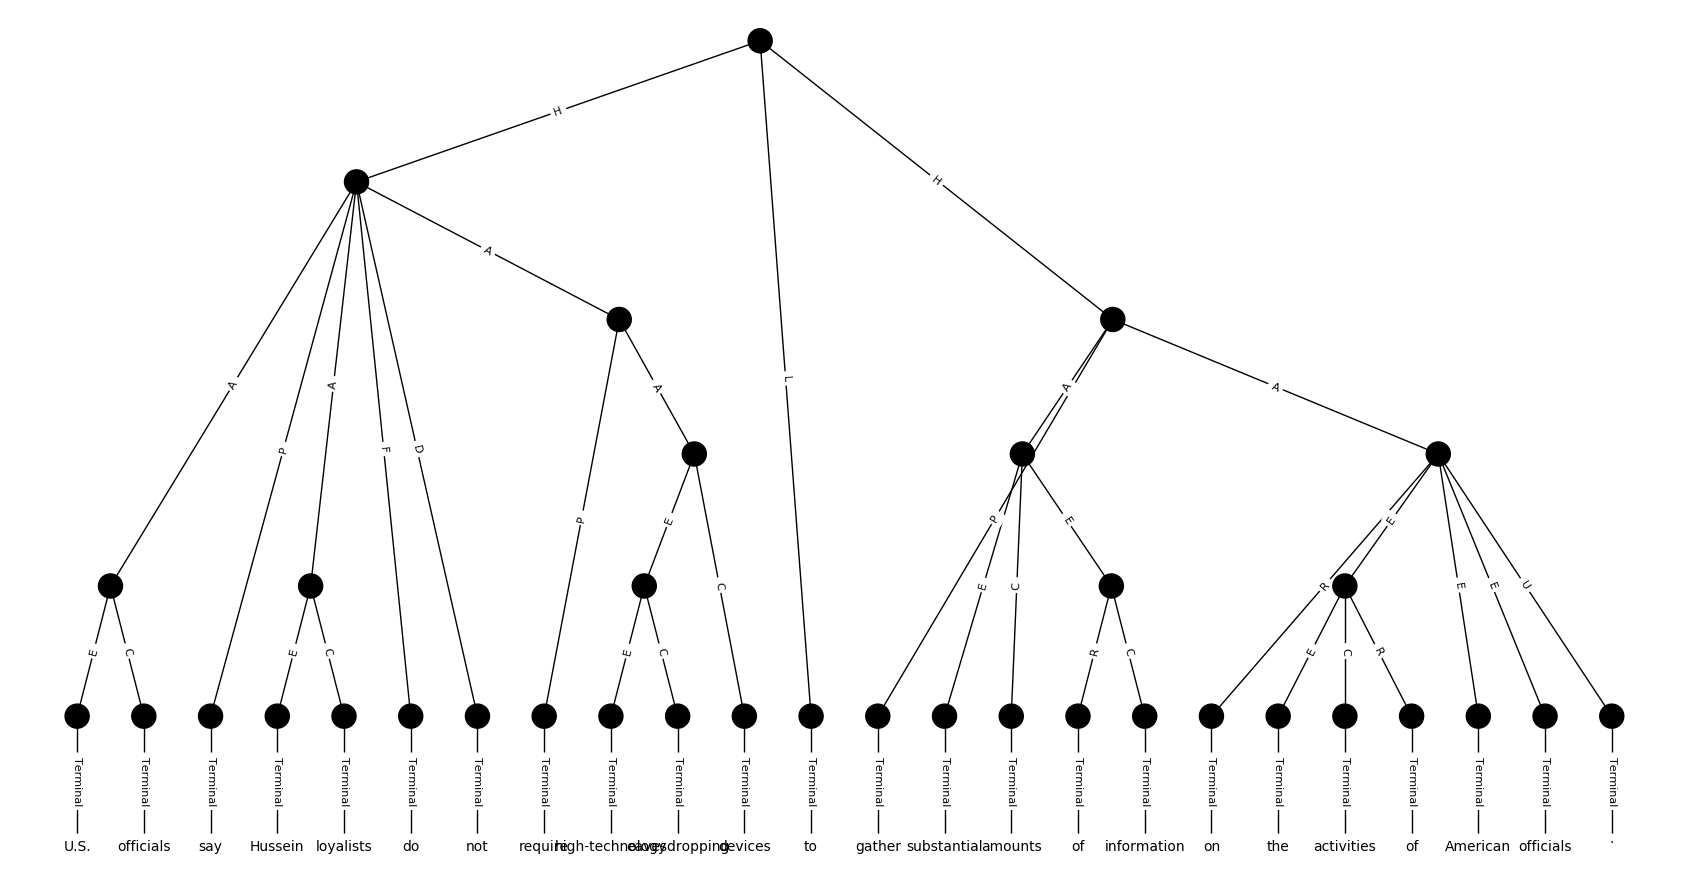 H
H
A
A
A
A
A
L
A
P
F
D
P
P
E
E
R
E
E
E
U
E
C
C
E
C
E
C
E
C
E
C
R
C
E
C
R
Terminal Terminal Terminal Terminal Terminal Terminal Terminal Terminal Terminal Terminal Terminal Terminal Terminal Terminal Terminal Terminal Terminal Terminal Terminal Terminal Terminal Terminal Terminal Terminal
U.S. officials say Hussein loyalists do not require high-technology eavesdropping devices to gather substantial amounts of information on the activities of American officials .